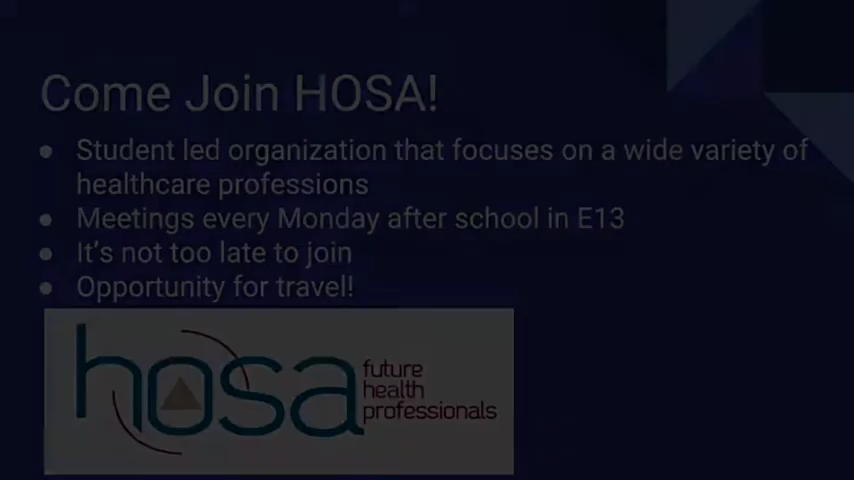 Come Join HOSA!
● Student led organization that focuses on a wide variety of
healthcare professions
● Meetings every Monday after school in E13
● It's not too late to join
● Opportunity for travel!
hosa
future
health
professionals